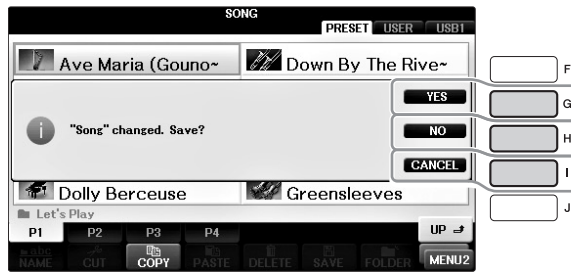 SONG
PRESET USER USB1
Ave Maria (Gouno~ Down By The Rive~
F
YES
G
"Song" changed. Save?
NO
H
CANCEL
I
Dolly Berceuse Greensleeves
J
Let's Play
P1 P2 P3 P4 UP
NAME CUT COPY PASTE DELETE SAVE FOLDER MENU2